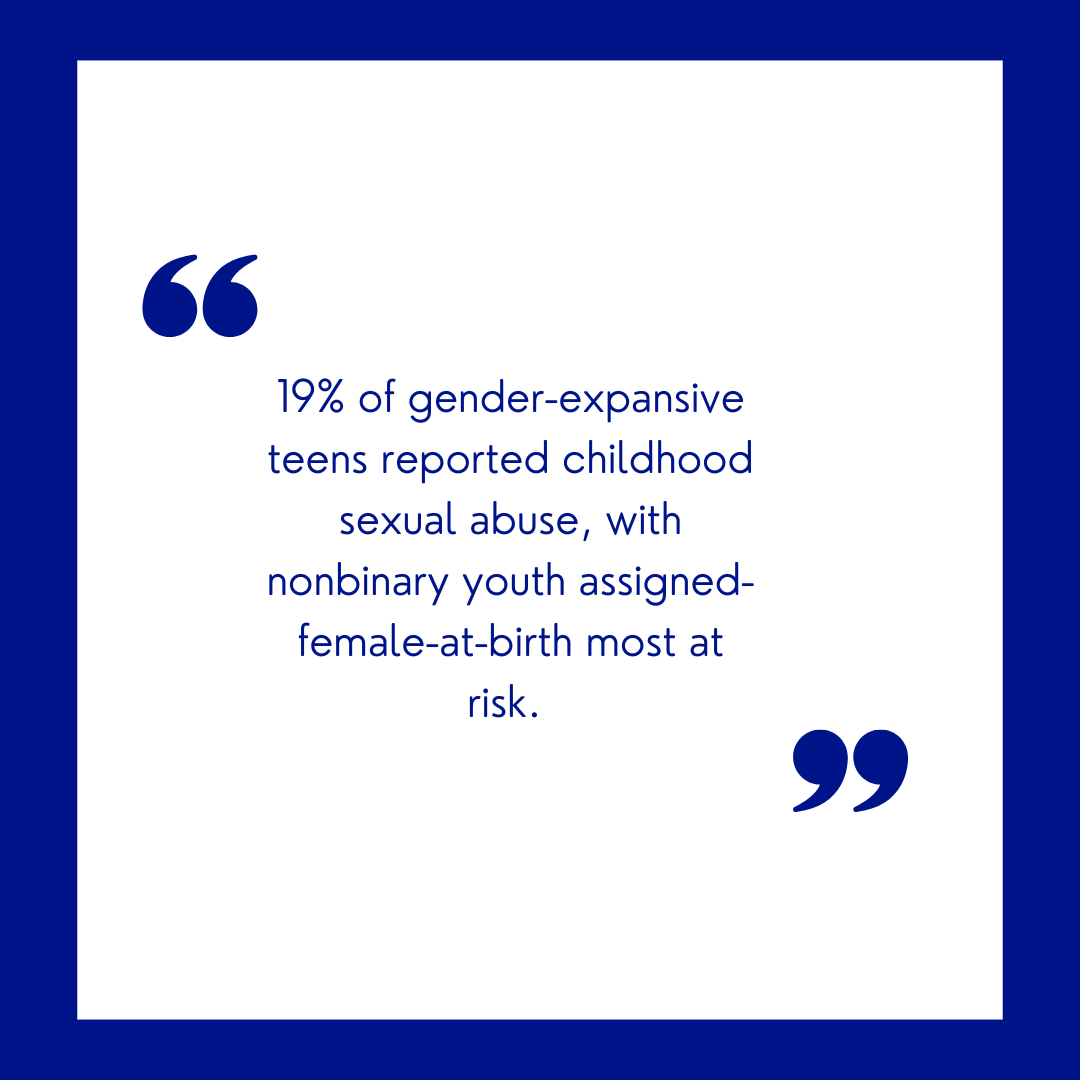 “
19% of gender-expansive
teens reported childhood
sexual abuse, with
nonbinary youth assigned-
female-at-birth most at
risk.
”